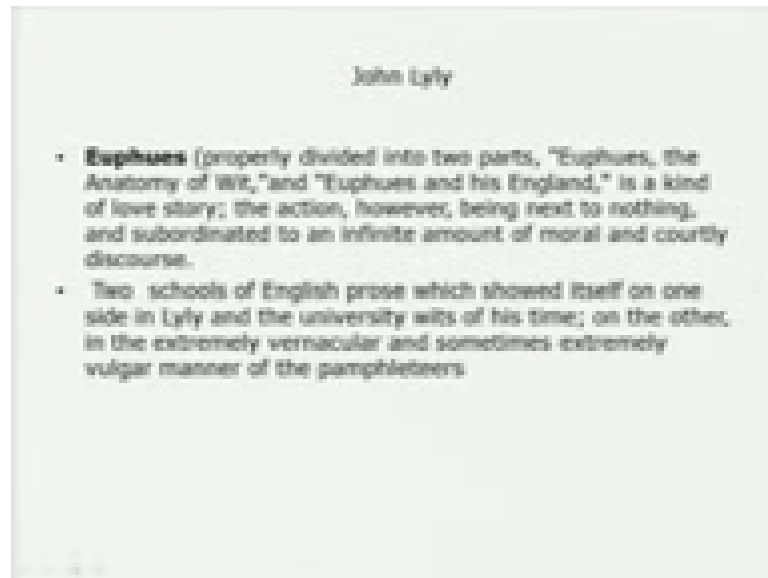 John Lyly
• Euphues (properly divided into two parts, "Euphues, the
Anatomy of Wit,"and "Euphues and his England," is a kind
of love story; the action, however, being next to nothing,
and subordinated to an infinite amount of moral and courtly
discourse.
• Two schools of English prose which showed itself on one
side in Lyly and the university wits of his time; on the other,
in the extremely vernacular and sometimes extremely
vulgar manner of the pamphleteers